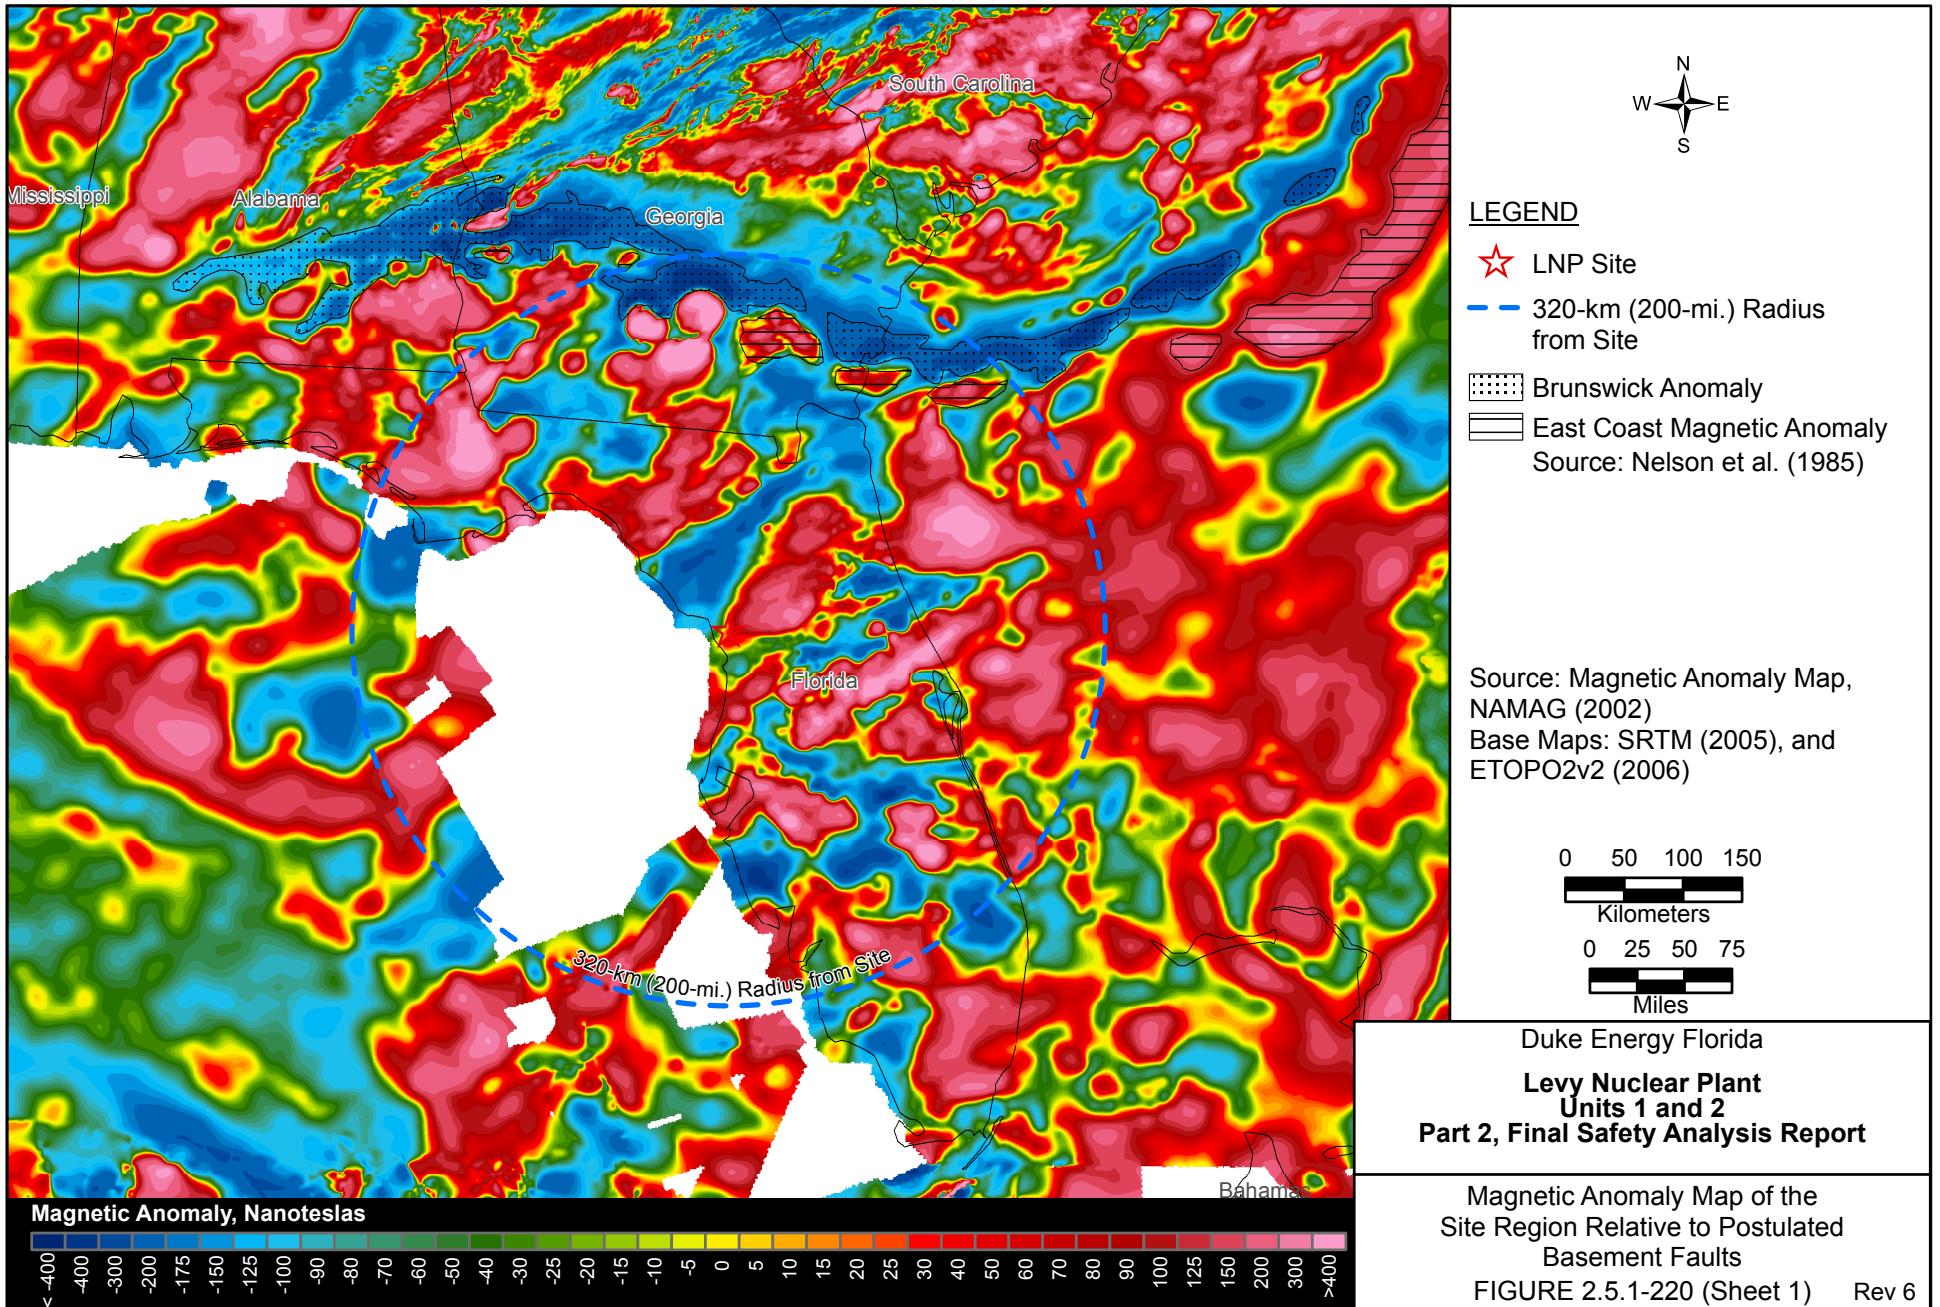 South Carolina
Mississippi
Alabama
Georgia
Florida
320-km (200-mi.) Radius from Site
Bahamas
N
W E
S
LEGEND
LNP Site
320-km (200-mi.) Radius
from Site
Brunswick Anomaly
East Coast Magnetic Anomaly
Source: Nelson et al. (1985)
Source: Magnetic Anomaly Map,
NAMAG (2002)
Base Maps: SRTM (2005), and
ETOPO2v2 (2006)
0 50 100 150
Kilometers
0 25 50 75
Miles
Magnetic Anomaly, Nanoteslas
< -400 -400 -300 -200 -175 -150 -125 -100 -90 -80 -70 -60 -50 -40 -30 -25 -20 -15 -10 -5 0 5 10 15 20 25 30 40 50 60 70 80 90 100 125 150 200 300 >400
Duke Energy Florida
Levy Nuclear Plant
Units 1 and 2
Part 2, Final Safety Analysis Report
Magnetic Anomaly Map of the
Site Region Relative to Postulated
Basement Faults
FIGURE 2.5.1-220 (Sheet 1) Rev 6